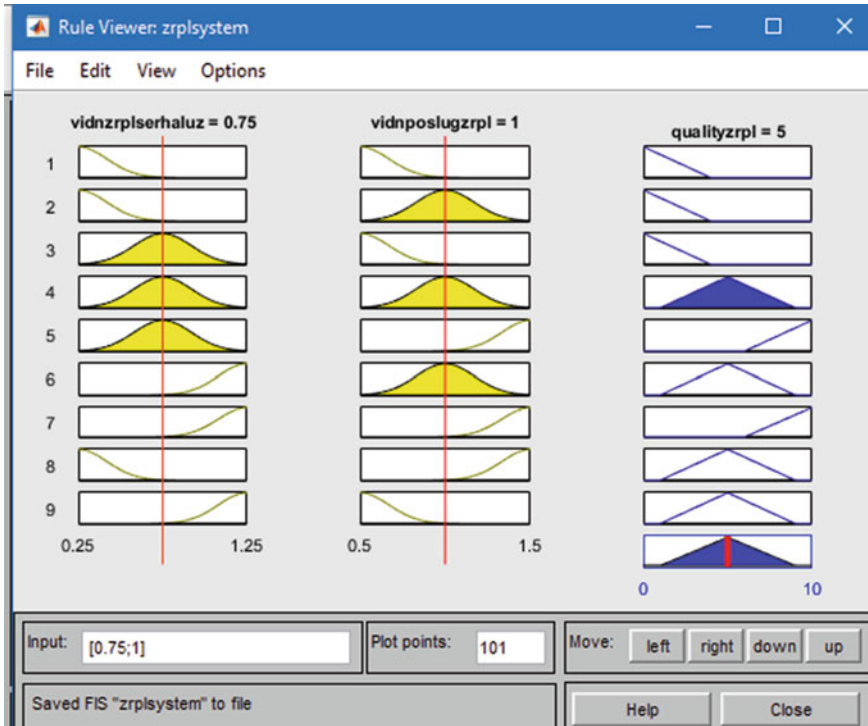 Rule Viewer: zrplsystem
File Edit View Options
vidnzrplserhaluz = 0.75 vidnposlugzrpl = 1 qualityzrpl = 5
1
2
3
4
5
6
7
8
9
0.25 1.25 0.5 1.5
0 10
Input: [0.75;1] Plot points: 101 Move: left right down up
Saved FIS "zrplsystem" to file Help Close